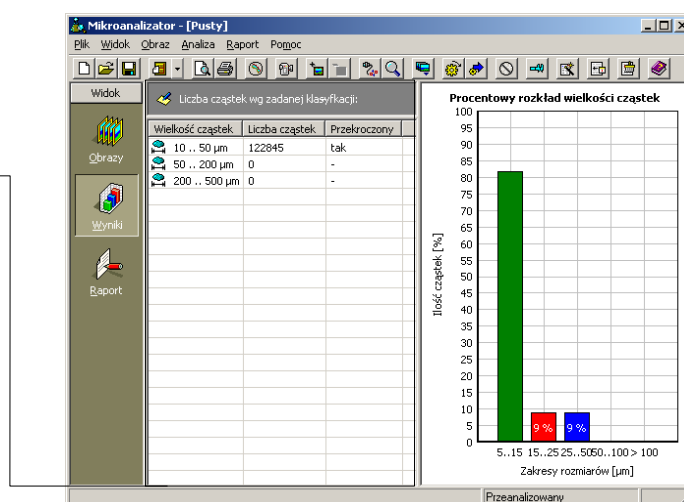 Mikroanalizator - [Pusty]
Plik Widok Obraz Analiza Raport Pomoc
Widok
Obrazy
Wyniki
Raport
Liczba cząstek wg zadanej klasyfkacji:
Wielkość cząstek Liczba cząstek Przekroczony
10 .. 50 µm 122845 tak
50 .. 200 µm 0 -
200 .. 500 µm 0 -
Procentowy rozkład wielkości cząstek
100
95
90
85
80
75
70
65
60
55
50
45
40
35
30
25
20
15
10
5
0
Ilość cząstek [%]
9 % 9 %
5..15 15..25 25..50 50..100 > 100
Zakresy rozmiarów [µm]
Przeanalizowany